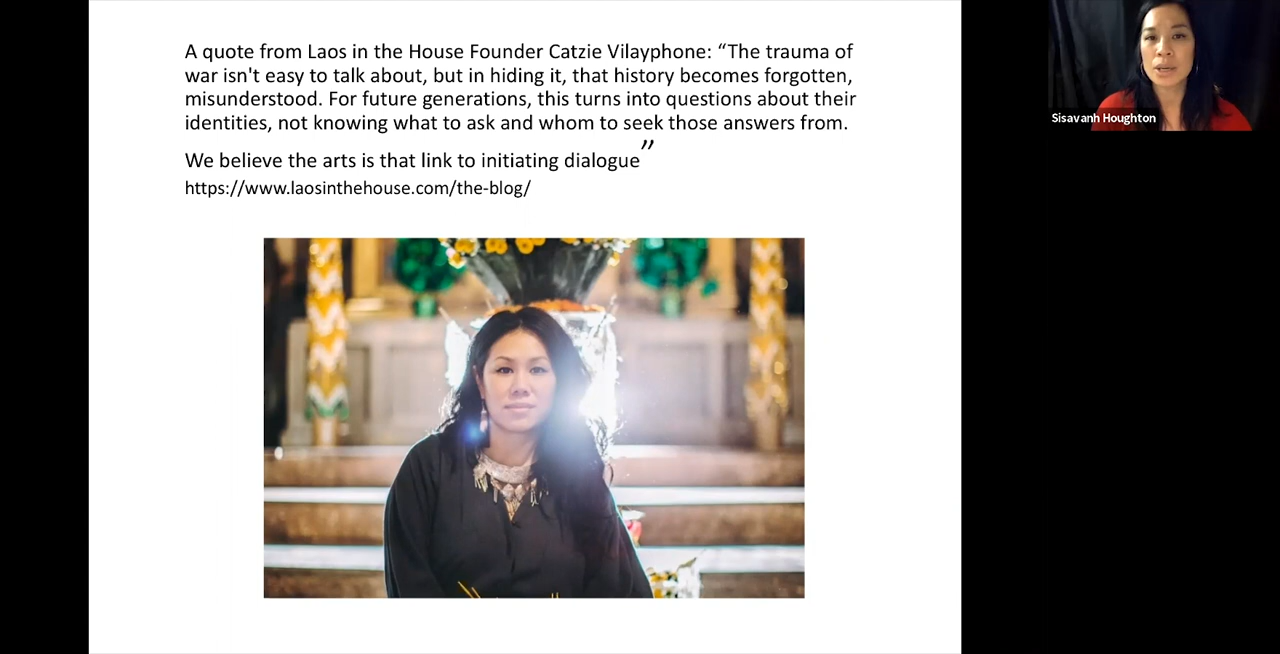 A quote from Laos in the House Founder Catzie Vilayphone: “The trauma of
war isn't easy to talk about, but in hiding it, that history becomes forgotten,
misunderstood. For future generations, this turns into questions about their
identities, not knowing what to ask and whom to seek those answers from.
We believe the arts is that link to initiating dialogue”
https://www.laosinthehouse.com/the-blog/
Sisavanh Houghton